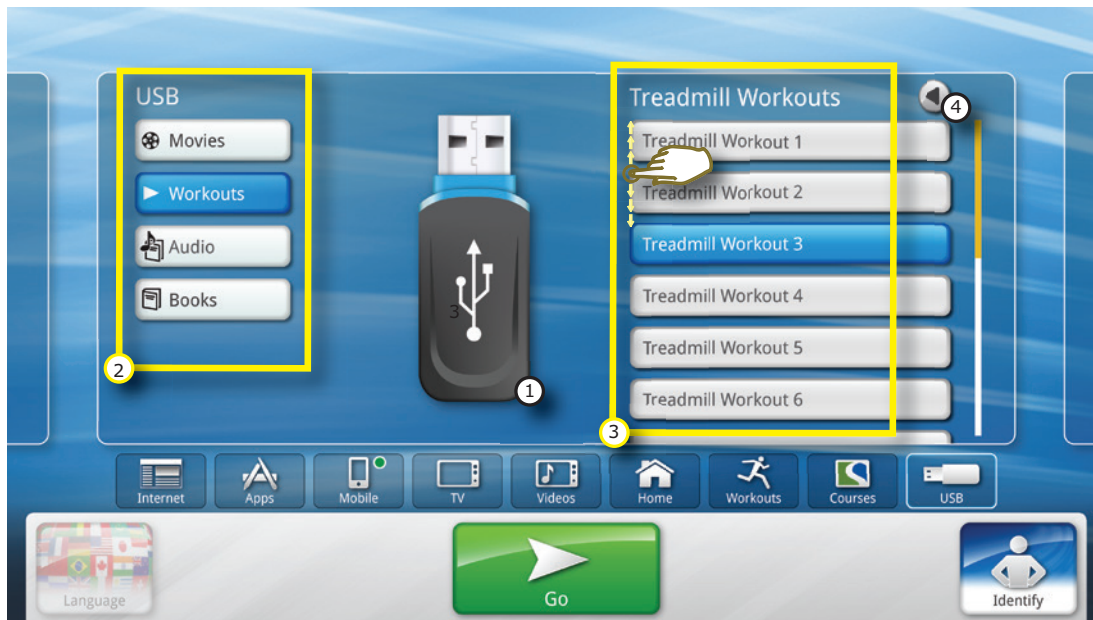 USB
Movies
Workouts
Audio
Books
2
3
1
Treadmill Workouts
4
Treadmill Workout 1
Treadmill Workout 2
Treadmill Workout 3
Treadmill Workout 4
Treadmill Workout 5
Treadmill Workout 6
3
Internet
Apps
Mobile
TV
Videos
Home
Workouts
Courses
USB
Language
Go
Identify